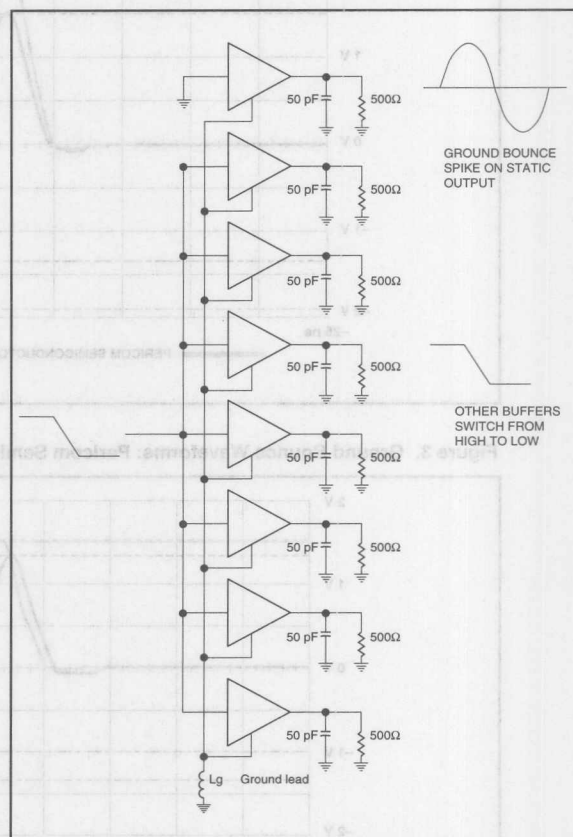 50 pF
500Ω
GROUND BOUNCE
SPIKE ON STATIC
OUTPUT
50 pF
500Ω
50 pF
500Ω
50 pF
500Ω
OTHER BUFFERS
SWITCH FROM
HIGH TO LOW
50 pF
500Ω
50 pF
500Ω
50 pF
500Ω
50 pF
500Ω
Lg Ground lead